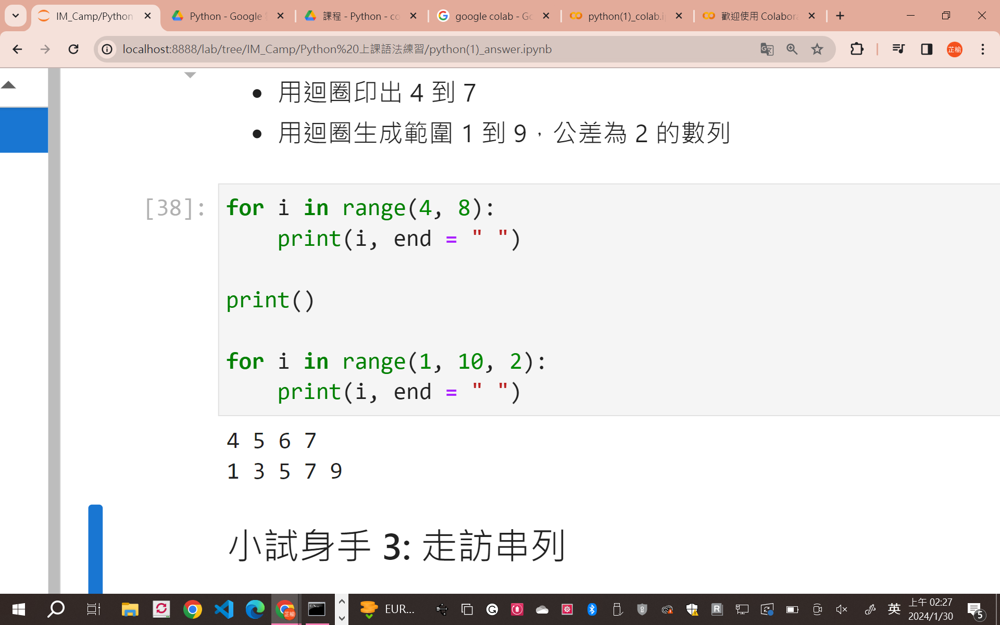 IM_Camp/Python
Python - Google
課程 - Python - co
google colab - Go
python(1)_colab.i
歡迎使用 Colabora
localhost:8888/lab/tree/IM_Camp/Python%20上課語法練習/python(1)_answer.ipynb
芷榆
用迴圈印出 4 到 7
用迴圈生成範圍 1 到 9，公差為 2 的數列
[38]:
for i in range(4, 8):
print(i, end = " ")
print()
for i in range(1, 10, 2):
print(i, end = " ")
4 5 6 7
1 3 5 7 9
小試身手 3: 走訪串列
EUR...
英
上午 02:27
2024/1/30
5